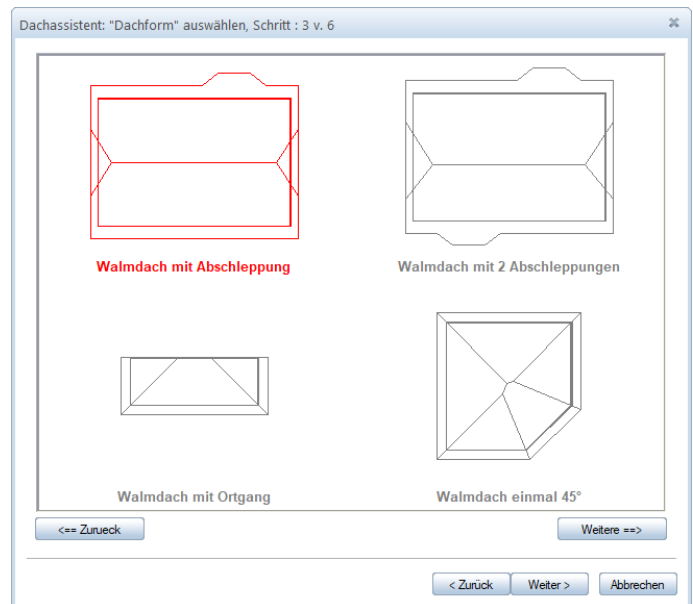 Dachassistent: "Dachform" auswählen, Schritt : 3 v. 6
Walmdach mit Abschleppung
Walmdach mit 2 Abschleppungen
Walmdach mit Ortgang
Walmdach einmal 45°
<== Zurueck
Weitere ==>
< Zurück
Weiter >
Abbrechen